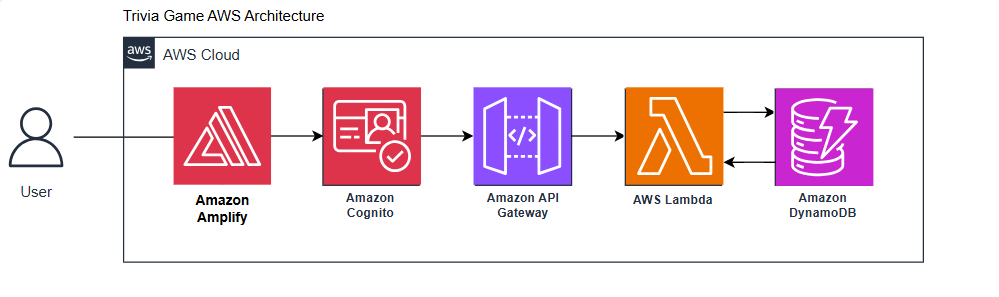 Trivia Game AWS Architecture
aws
AWS Cloud
User
Amazon
Amplify
Amazon
Cognito
</>
Amazon API
Gateway
AWS Lambda
Amazon
DynamoDB